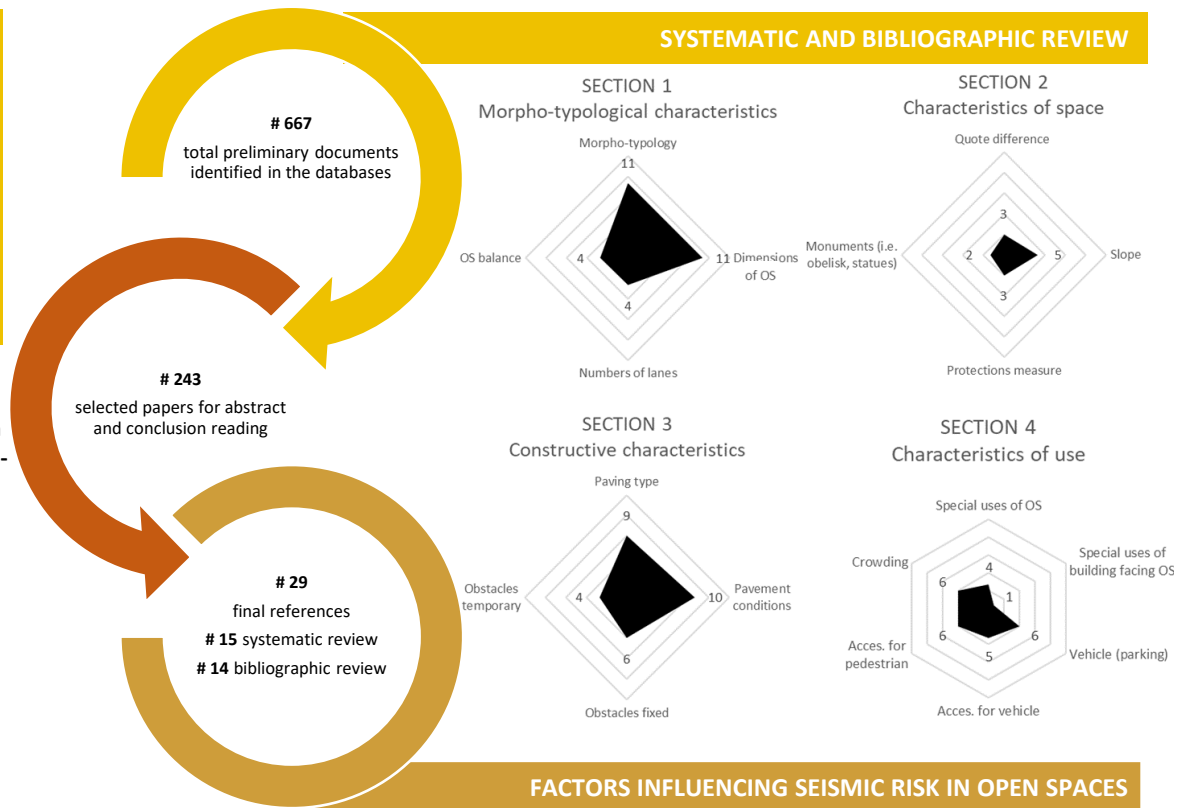 SYSTEMATIC AND BIBLIOGRAPHIC REVIEW
# 667
total preliminary documents
identified in the databases
# 243
selected papers for abstract
and conclusion reading
-
# 29
final references
# 15 systematic review
# 14 bibliographic review
SECTION 1
Morpho-typological characteristics
Morpho-typology
11
OS balance
4
11
Dimensions
of OS
4
Numbers of lanes
SECTION 2
Characteristics of space
Quote difference
3
Monuments (i.e.
obelisk, statues)
2
5
Slope
3
Protections measure
SECTION 3
Constructive characteristics
Paving type
9
Obstacles
temporary
4
10
Pavement
conditions
6
Obstacles fixed
SECTION 4
Characteristics of use
Special uses of OS
4
Crowding
6
1
Special uses of
building facing OS
Acces. for
pedestrian
6
6
Vehicle (parking)
5
Acces. for vehicle
FACTORS INFLUENCING SEISMIC RISK IN OPEN SPACES